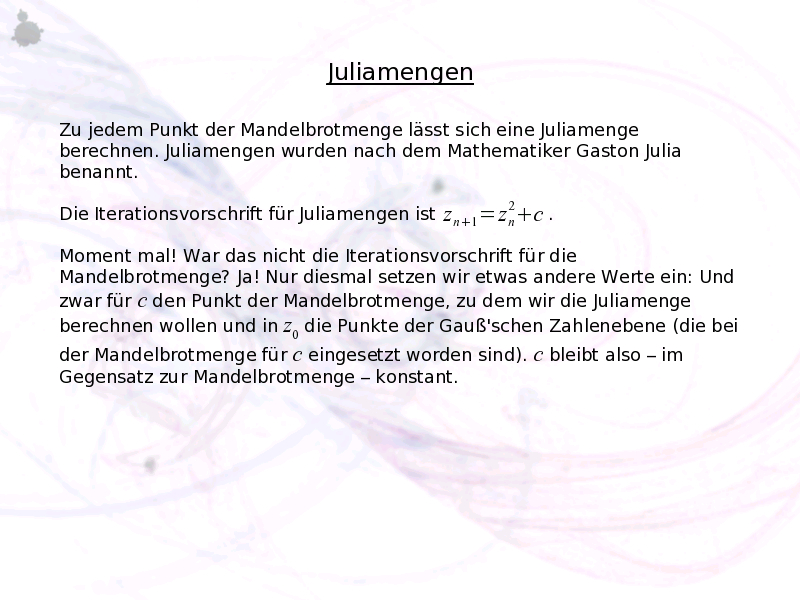 Juliamengen
Zu jedem Punkt der Mandelbrotmenge lässt sich eine Juliamenge
berechnen. Juliamengen wurden nach dem Mathematiker Gaston Julia
benannt.
Die Iterationsvorschrift für Juliamengen ist zₙ₊₁=zₙ²+c .
Moment mal! War das nicht die Iterationsvorschrift für die
Mandelbrotmenge? Ja! Nur diesmal setzen wir etwas andere Werte ein: Und
zwar für c den Punkt der Mandelbrotmenge, zu dem wir die Juliamenge
berechnen wollen und in z₀ die Punkte der Gauß'schen Zahlenebene (die bei
der Mandelbrotmenge für c eingesetzt worden sind). c bleibt also – im
Gegensatz zur Mandelbrotmenge – konstant.